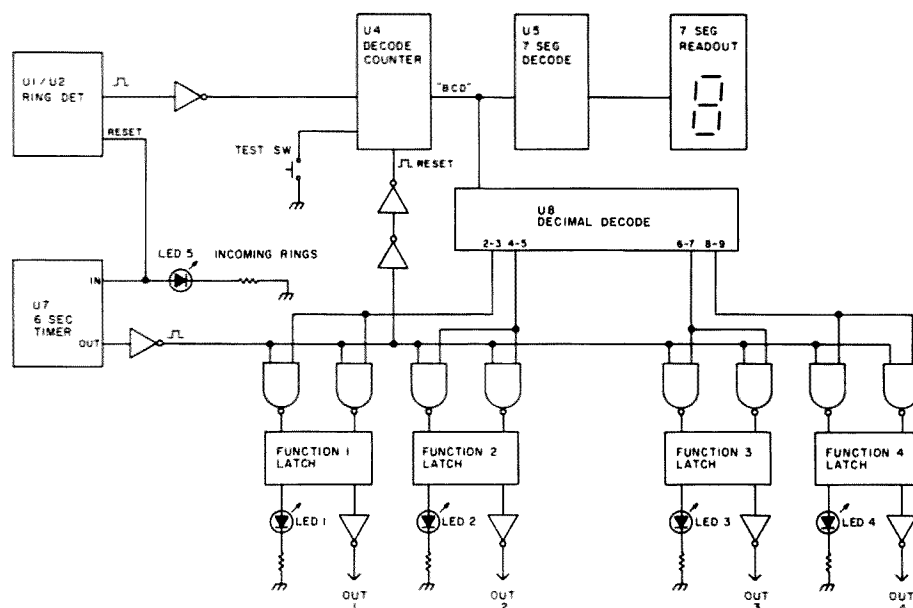 U1/U2
RING DET
RESET
U4
DECODE
COUNTER
"BCD"
U5
7 SEG
DECODE
7 SEG
READOUT
TEST SW
RESET
U8
DECIMAL DECODE
2-3 4-5 6-7 8-9
LED 5
INCOMING RINGS
U7
6 SEC
TIMER
IN
OUT
FUNCTION 1
LATCH
FUNCTION 2
LATCH
FUNCTION 3
LATCH
FUNCTION 4
LATCH
LED 1
LED 2
LED 3
LED 4
OUT
1
OUT
2
OUT
3